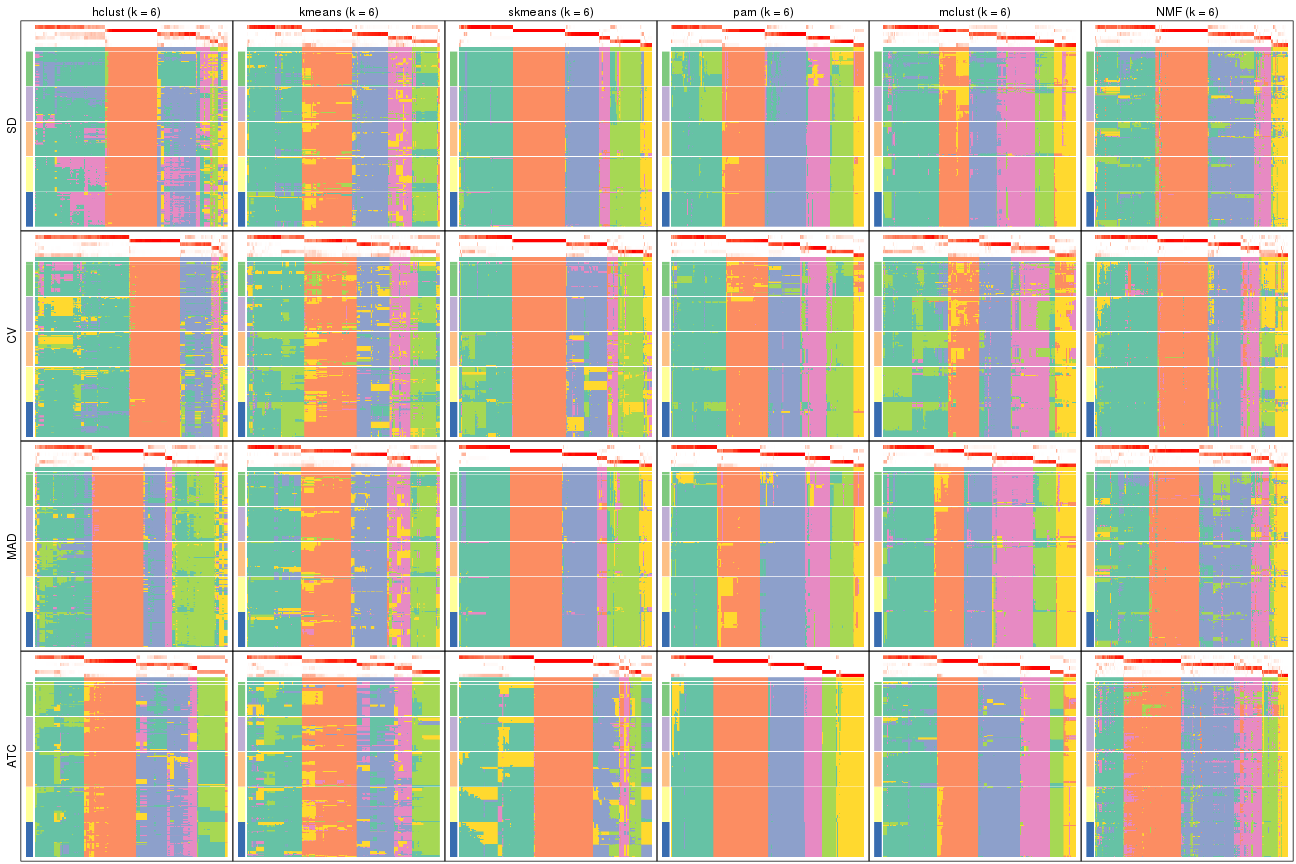 hclust (k = 6)
kmeans (k = 6)
skmeans (k = 6)
pam (k = 6)
mclust (k = 6)
NMF (k = 6)
SD
CV
MAD
ATC